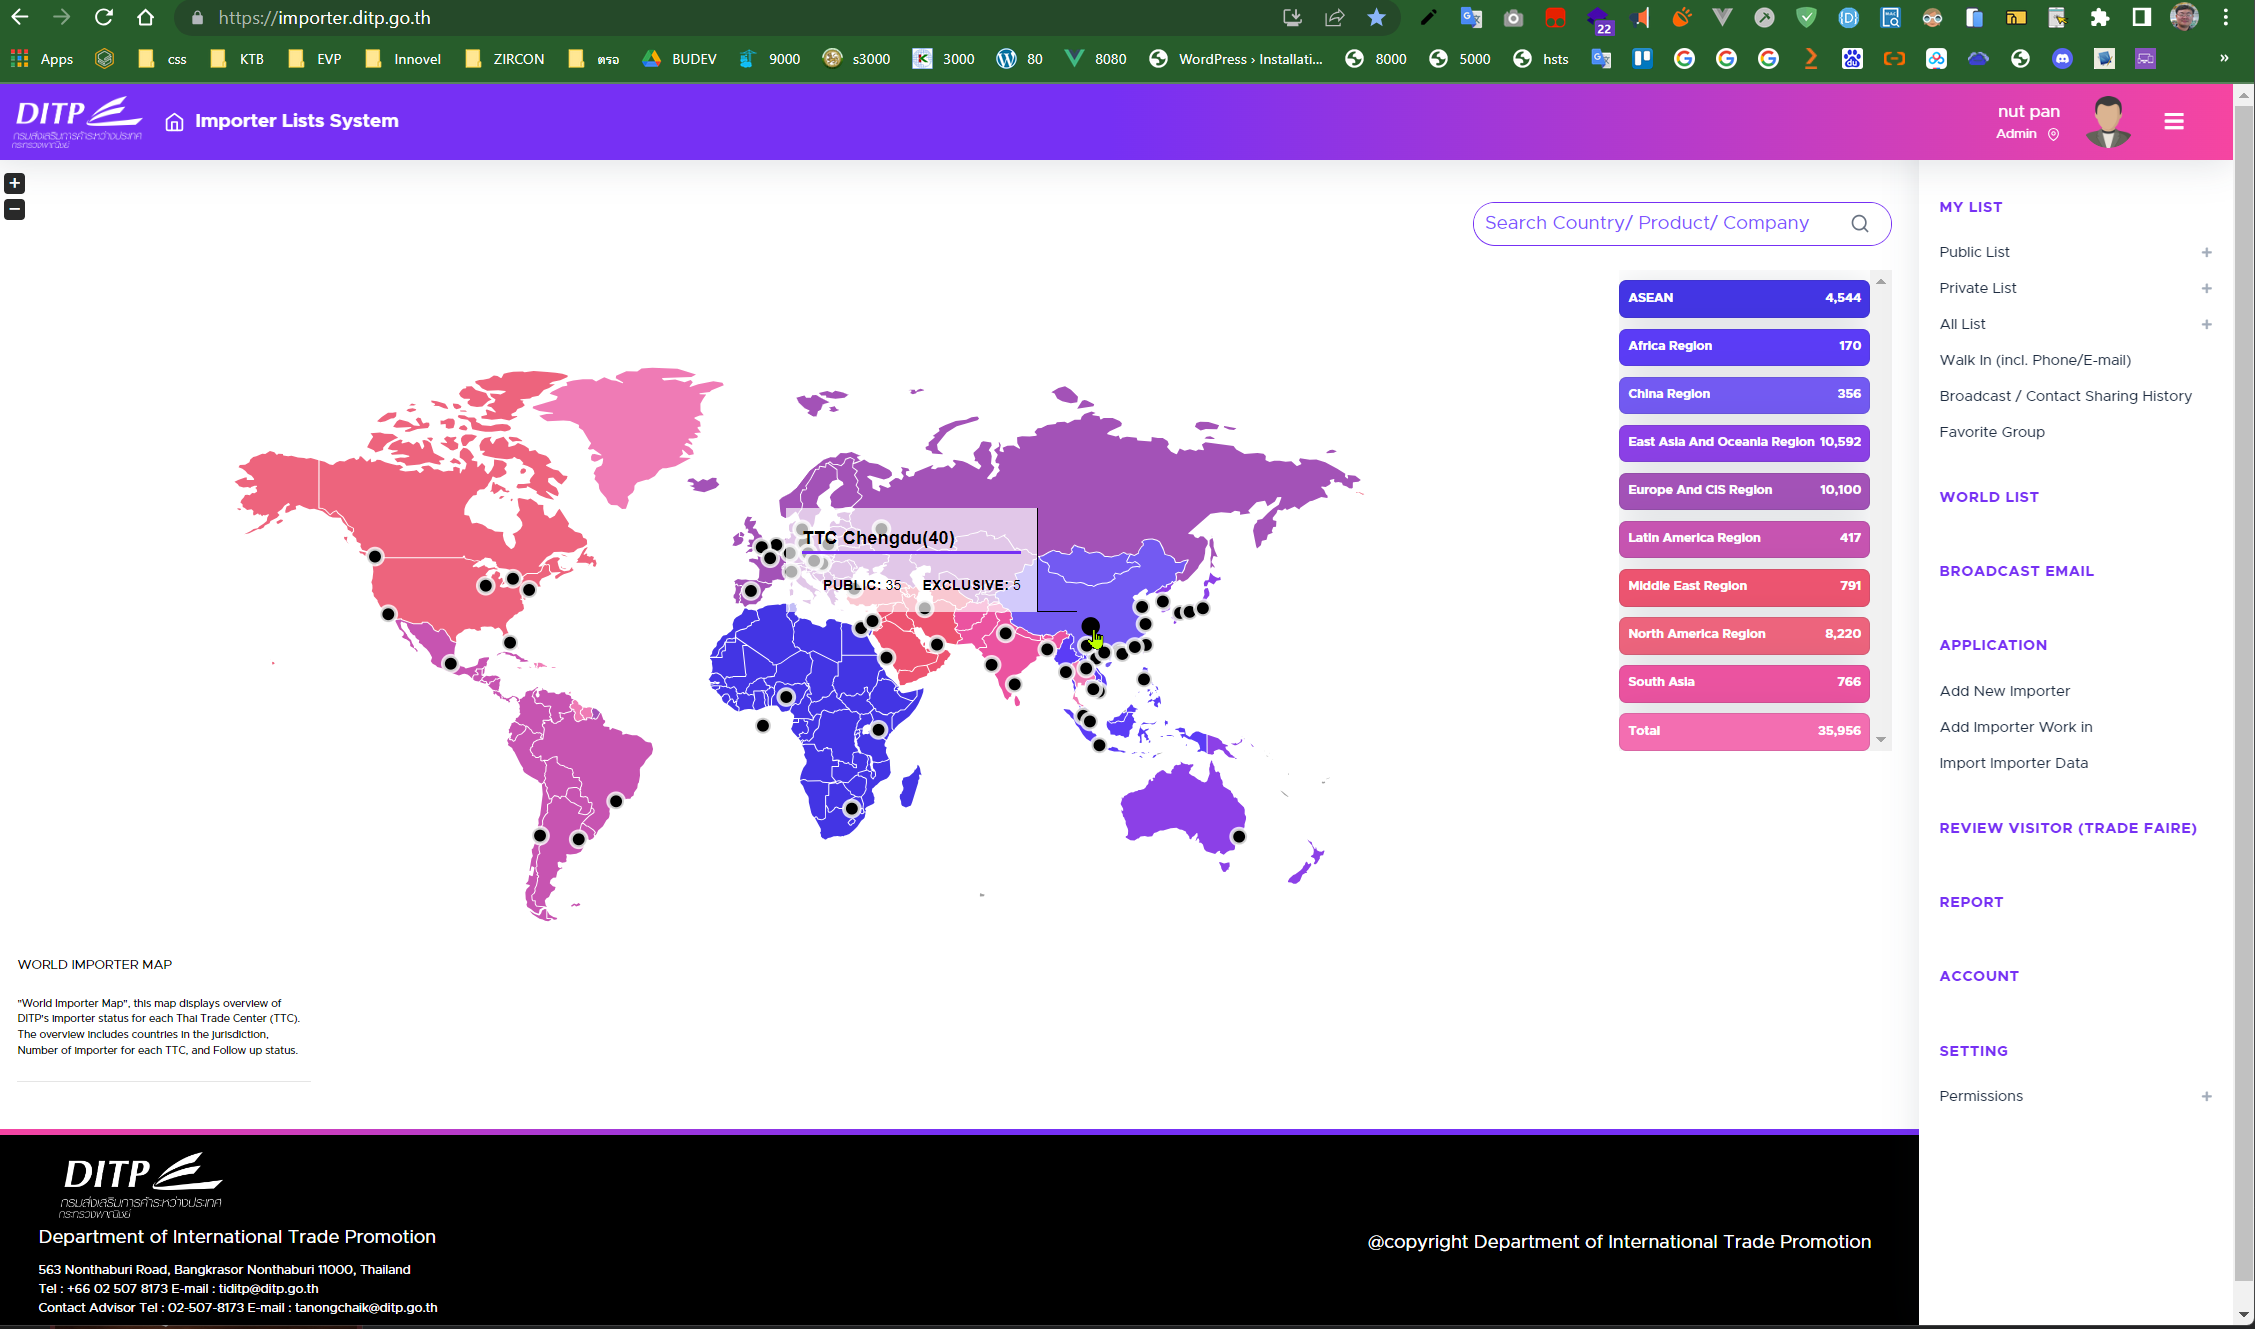 https://importer.ditp.go.th
22
Apps
css
KTB
EVP
Innovel
ZIRCON
ตรอ
BUDEV
9000
s3000
3000
80
8080
WordPress › Installati...
8000
5000
hsts
»
DITP
กรมส่งเสริมการค้าระหว่างประเทศ
กระทรวงพาณิชย์
Importer Lists System
nut pan
Admin
Search Country/ Product/ Company
ASEAN 4,544
Africa Region 170
China Region 356
East Asia And Oceania Region 10,592
Europe And CIS Region 10,100
Latin America Region 417
Middle East Region 791
North America Region 8,220
South Asia 766
Total 35,956
TTC Chengdu(40)
PUBLIC: 35 EXCLUSIVE: 5
MY LIST
Public List +
Private List +
All List +
Walk In (incl. Phone/E-mail)
Broadcast / Contact Sharing History
Favorite Group
WORLD LIST
BROADCAST EMAIL
APPLICATION
Add New Importer
Add Importer Work in
Import Importer Data
REVIEW VISITOR (TRADE FAIRE)
REPORT
ACCOUNT
SETTING
Permissions +
WORLD IMPORTER MAP
"World Importer Map", this map displays overview of
DITP's importer status for each Thai Trade Center (TTC).
The overview includes countries in the jurisdiction,
Number of importer for each TTC, and Follow up status.
DITP
กรมส่งเสริมการค้าระหว่างประเทศ
กระทรวงพาณิชย์
Department of International Trade Promotion
563 Nonthaburi Road, Bangkrasor Nonthaburi 11000, Thailand
Tel : +66 02 507 8173 E-mail : tiditp@ditp.go.th
Contact Advisor Tel : 02-507-8173 E-mail : tanongchaik@ditp.go.th
@copyright Department of International Trade Promotion